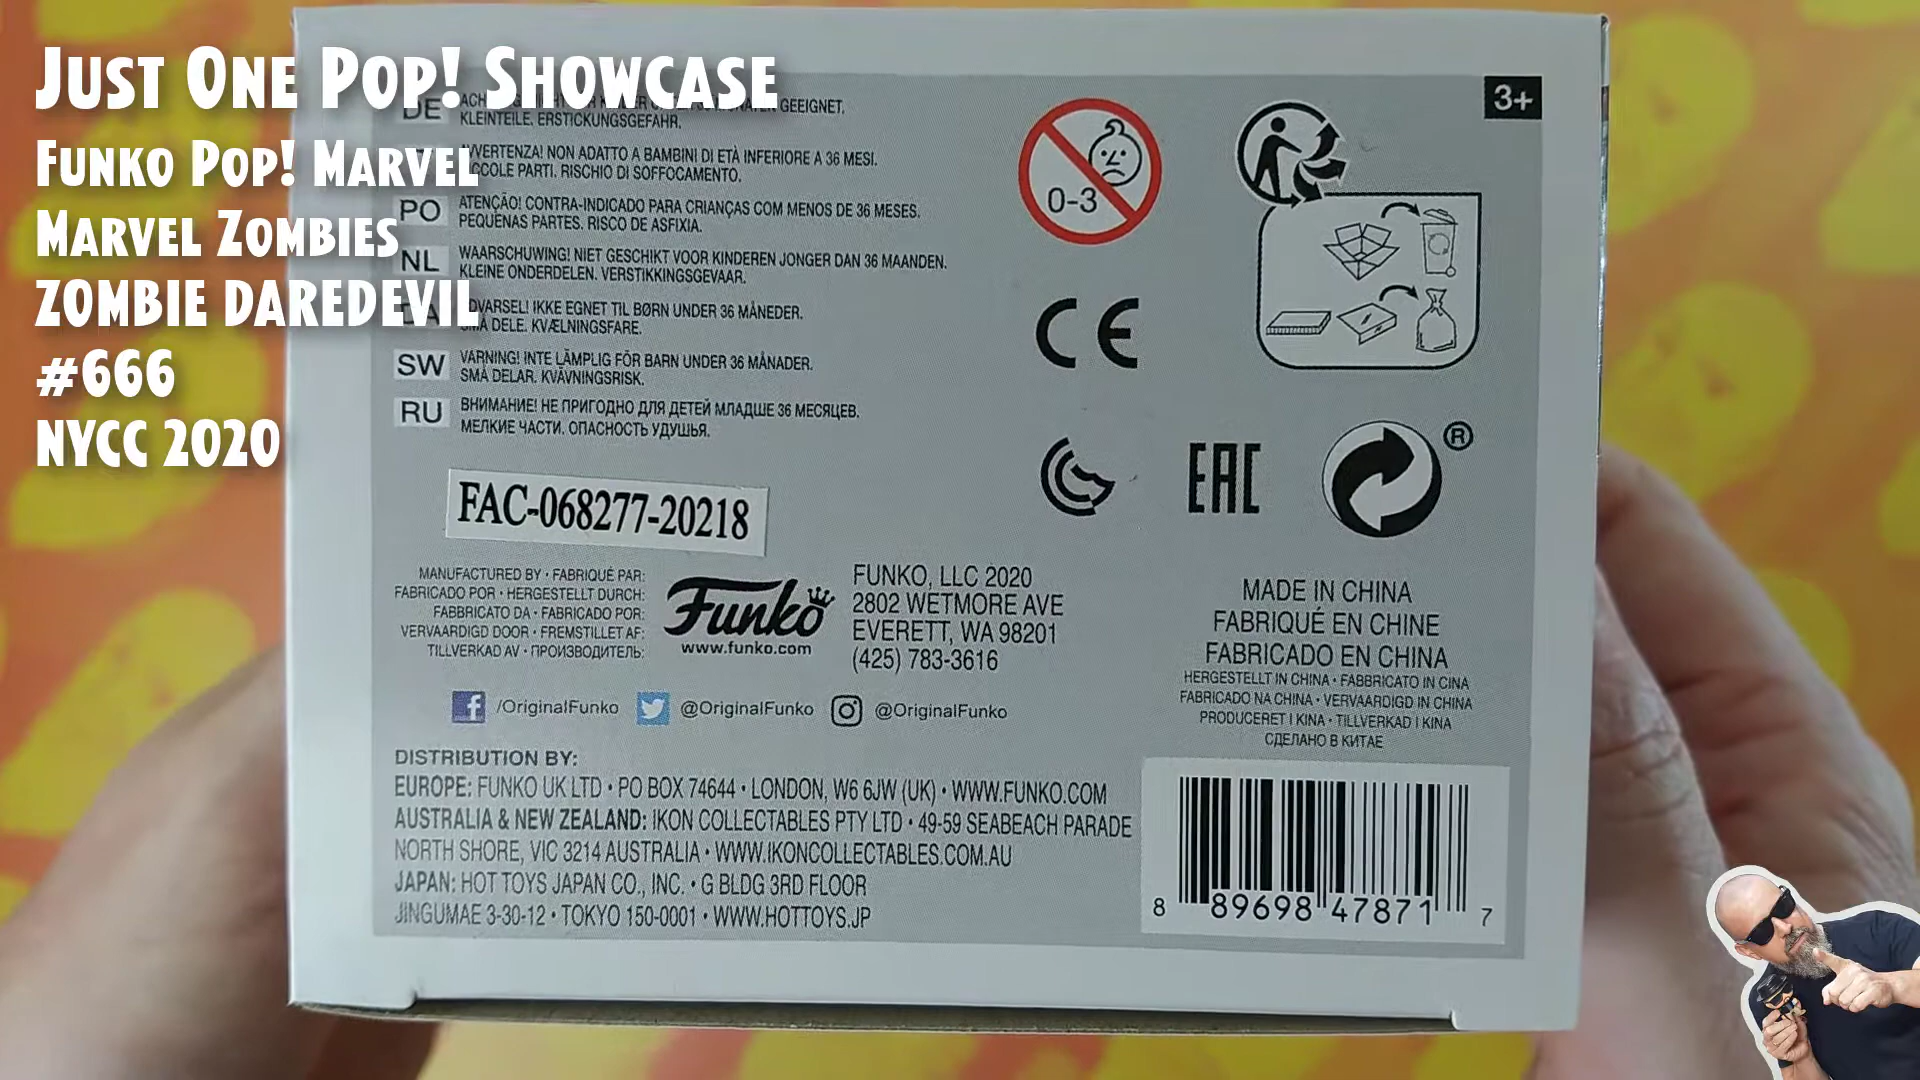 Just One Pop! Showcase
Funko Pop! Marvel
Marvel Zombies
ZOMBIE DAREDEVIL
#666
NYCC 2020
3+
DE
GEEIGNET.
KLEINTEILE. ERSTICKUNGSGEFAHR.
NON ADATTO A BAMBINI DI ETÀ INFERIORE A 36 MESI.
PARTI. RISCHIO DI SOFFOCAMENTO.
PO ATENÇÃO! CONTRA-INDICADO PARA CRIANÇAS COM MENOS DE 36 MESES.
PEQUENAS PARTES. RISCO DE ASFIXIA.
NL WAARSCHUWING! NIET GESCHIKT VOOR KINDEREN JONGER DAN 36 MAANDEN.
KLEINE ONDERDELEN. VERSTIKKINGSGEVAAR.
IKKE EGNET TIL BØRN UNDER 36 MÅNEDER.
DELE. KVÆLNINGSFARE.
SW VARNING! INTE LÄMPLIG FÖR BARN UNDER 36 MÅNADER.
SMÅ DELAR. KVÄVNINGSRISK.
RU ВНИМАНИЕ! НЕ ПРИГОДНО ДЛЯ ДЕТЕЙ МЛАДШЕ 36 МЕСЯЦЕВ.
МЕЛКИЕ ЧАСТИ. ОПАСНОСТЬ УДУШЬЯ.
0-3
CE
EAC
®
FAC-068277-20218
MANUFACTURED BY • FABRIQUÉ PAR:
FABRICADO POR • HERGESTELLT DURCH:
FABBRICATO DA • FABRICADO POR:
VERVAARDIGD DOOR • FREMSTILLET AF:
TILLVERKAD AV • ПРОИЗВОДИТЕЛЬ:
Funko
www.funko.com
FUNKO, LLC 2020
2802 WETMORE AVE
EVERETT, WA 98201
(425) 783-3616
MADE IN CHINA
FABRIQUÉ EN CHINE
FABRICADO EN CHINA
HERGESTELLT IN CHINA • FABBRICATO IN CINA
FABRICADO NA CHINA • VERVAARDIGD IN CHINA
PRODUCERET I KINA • TILLVERKAD I KINA
СДЕЛАНО В КИТАЕ
/OriginalFunko @OriginalFunko @OriginalFunko
DISTRIBUTION BY:
EUROPE: FUNKO UK LTD • PO BOX 74644 • LONDON, W6 6JW (UK) • WWW.FUNKO.COM
AUSTRALIA & NEW ZEALAND: IKON COLLECTABLES PTY LTD • 49-59 SEABEACH PARADE
NORTH SHORE, VIC 3214 AUSTRALIA • WWW.IKONCOLLECTABLES.COM.AU
JAPAN: HOT TOYS JAPAN CO., INC. • G BLDG 3RD FLOOR
JINGUMAE 3-30-12 • TOKYO 150-0001 • WWW.HOTTOYS.JP
8 89698 47871 7